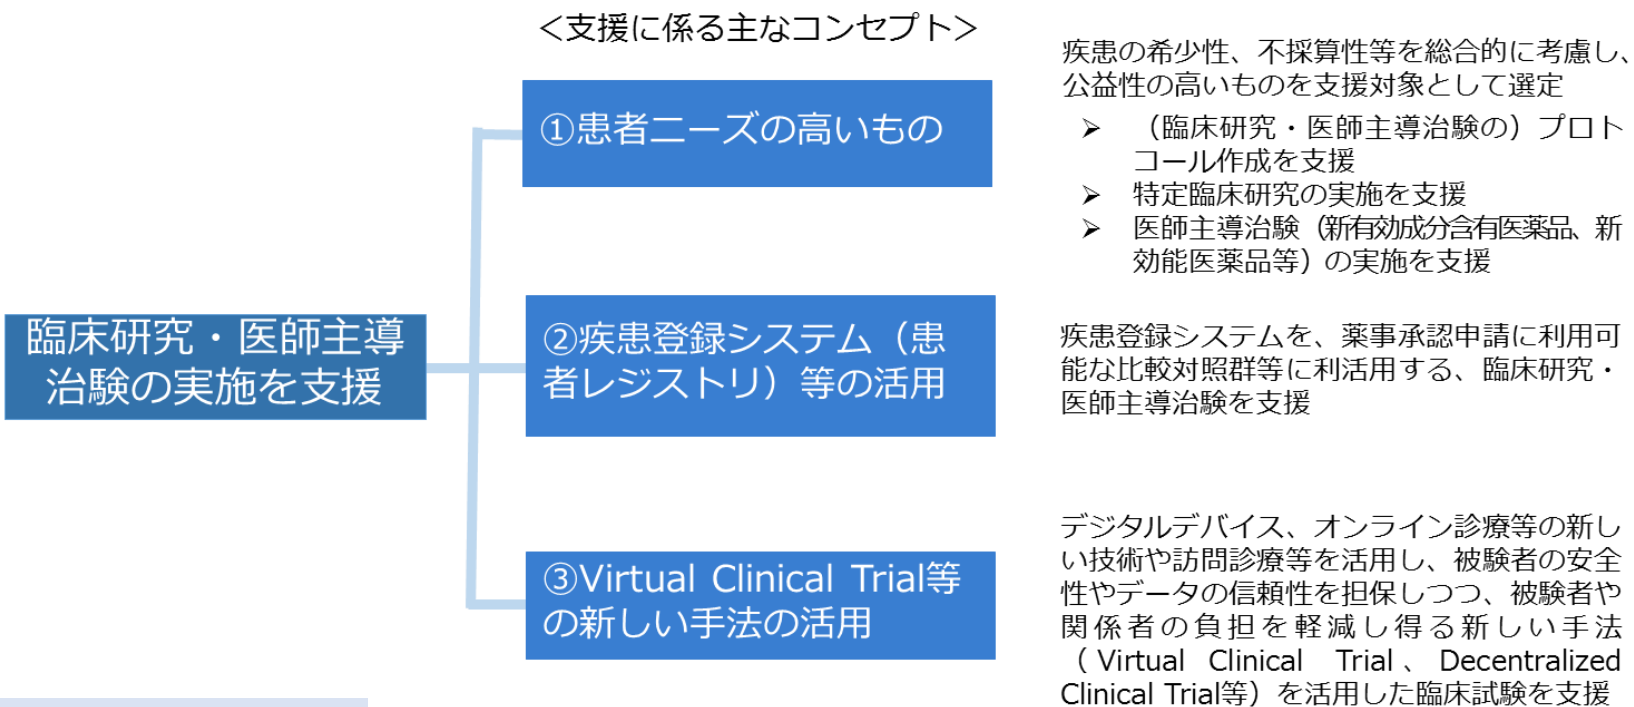 ＜支援に係る主なコンセプト＞
臨床研究・医師主導
治験の実施を支援
①患者ニーズの高いもの
疾患の希少性、不採算性等を総合的に考慮し、
公益性の高いものを支援対象として選定
➢ （臨床研究・医師主導治験の）プロト
コール作成を支援
➢ 特定臨床研究の実施を支援
➢ 医師主導治験（新有効成分含有医薬品、新
効能医薬品等）の実施を支援
②疾患登録システム（患
者レジストリ）等の活用
疾患登録システムを、薬事承認申請に利用可
能な比較対照群等に利活用する、臨床研究・
医師主導治験を支援
③Virtual Clinical Trial等
の新しい手法の活用
デジタルデバイス、オンライン診療等の新し
い技術や訪問診療等を活用し、被験者の安全
性やデータの信頼性を担保しつつ、被験者や
関係者の負担を軽減し得る新しい手法
（Virtual Clinical Trial、Decentralized
Clinical Trial等）を活用した臨床試験を支援